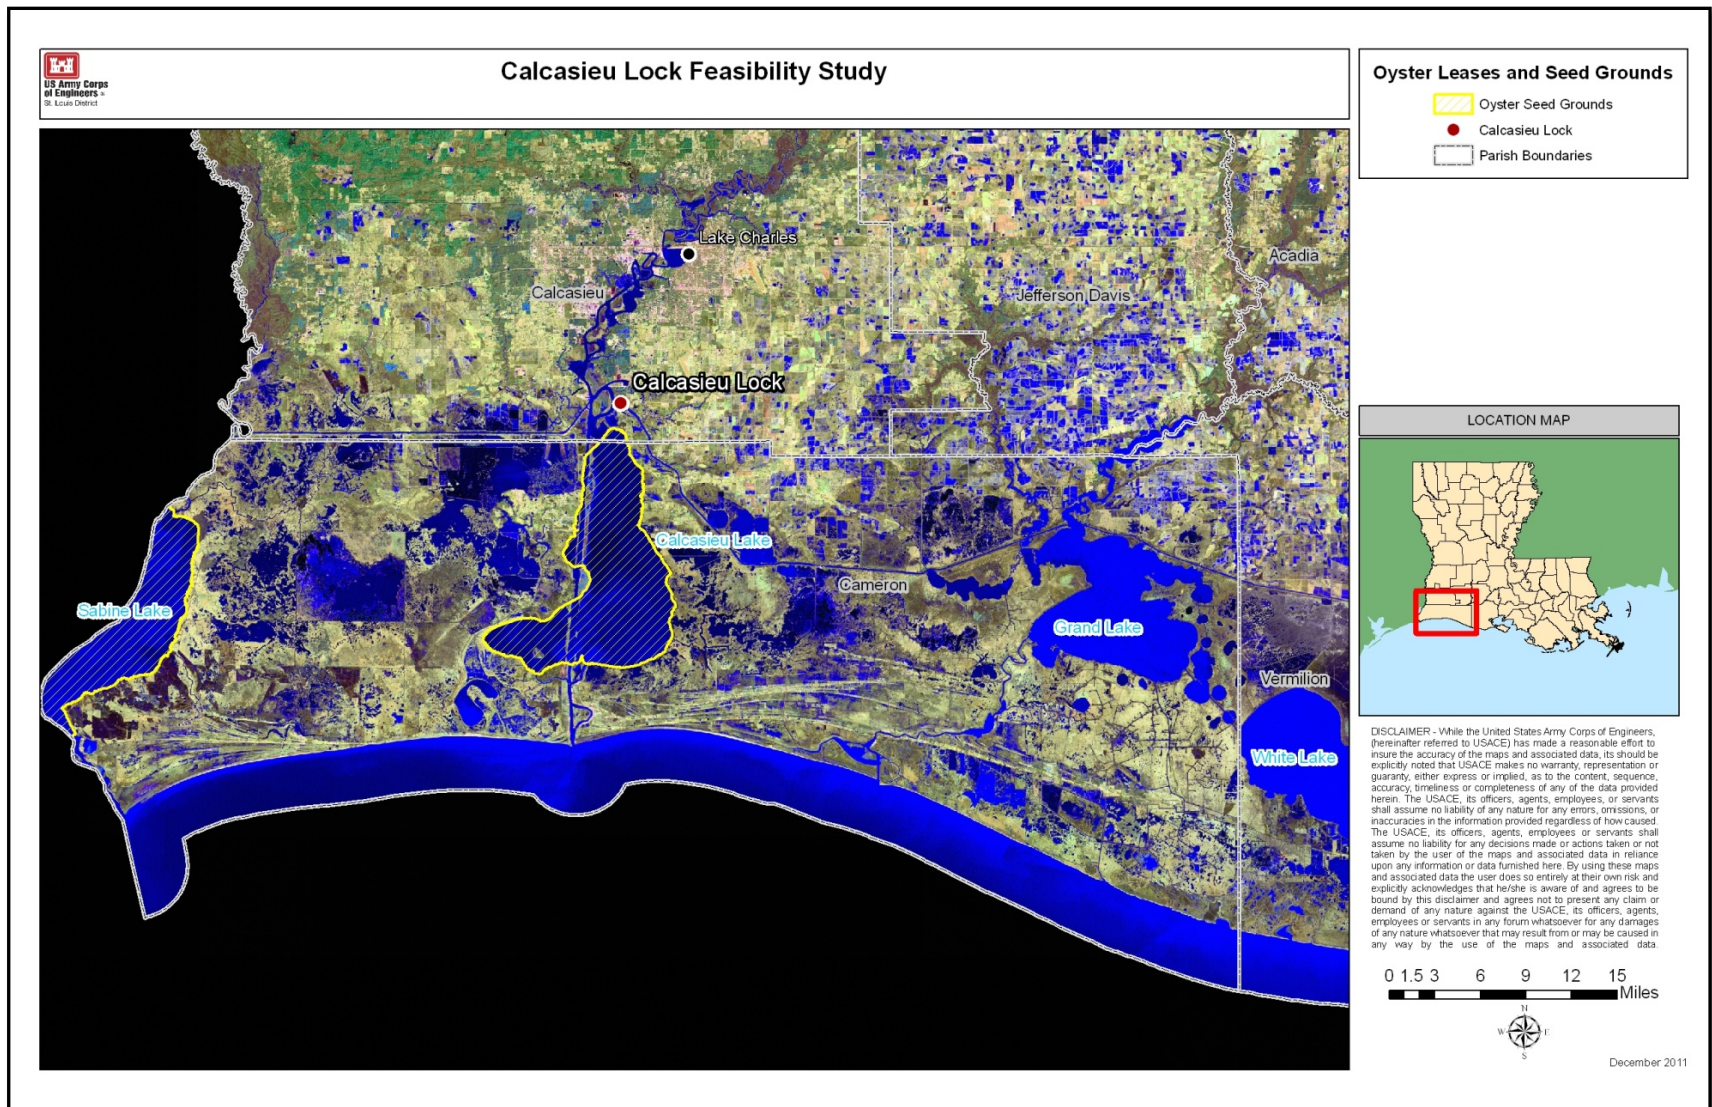 US Army Corps
of Engineers ®
St. Louis District
Calcasieu Lock Feasibility Study
Oyster Leases and Seed Grounds
Oyster Seed Grounds
Calcasieu Lock
Parish Boundaries
Lake Charles
Acadia
Calcasieu
Jefferson Davis
Calcasieu Lock
Calcasieu Lake
Cameron
Sabine Lake
Grand Lake
Vermilion
White Lake
LOCATION MAP
DISCLAIMER - While the United States Army Corps of Engineers,
(hereinafter referred to USACE) has made a reasonable effort to
insure the accuracy of the maps and associated data, its should be
explicitly noted that USACE makes no warranty, representation or
guaranty, either express or implied, as to the content, sequence,
accuracy, timeliness or completeness of any of the data provided
herein. The USACE, its officers, agents, employees, or servants
shall assume no liability of any nature for any errors, omissions, or
inaccuracies in the information provided regardless of how caused.
The USACE, its officers, agents, employees or servants shall
assume no liability for any decisions made or actions taken or not
taken by the user of the maps and associated data in reliance
upon any information or data furnished here. By using these maps
and associated data the user does so entirely at their own risk and
explicitly acknowledges that he/she is aware of and agrees to be
bound by this disclaimer and agrees not to present any claim or
demand of any nature against the USACE, its officers, agents,
employees or servants in any forum whatsoever for any damages
of any nature whatsoever that may result from or may be caused in
any way by the use of the maps and associated data.
0 1.5 3 6 9 12 15
Miles
N
W E
S
December 2011